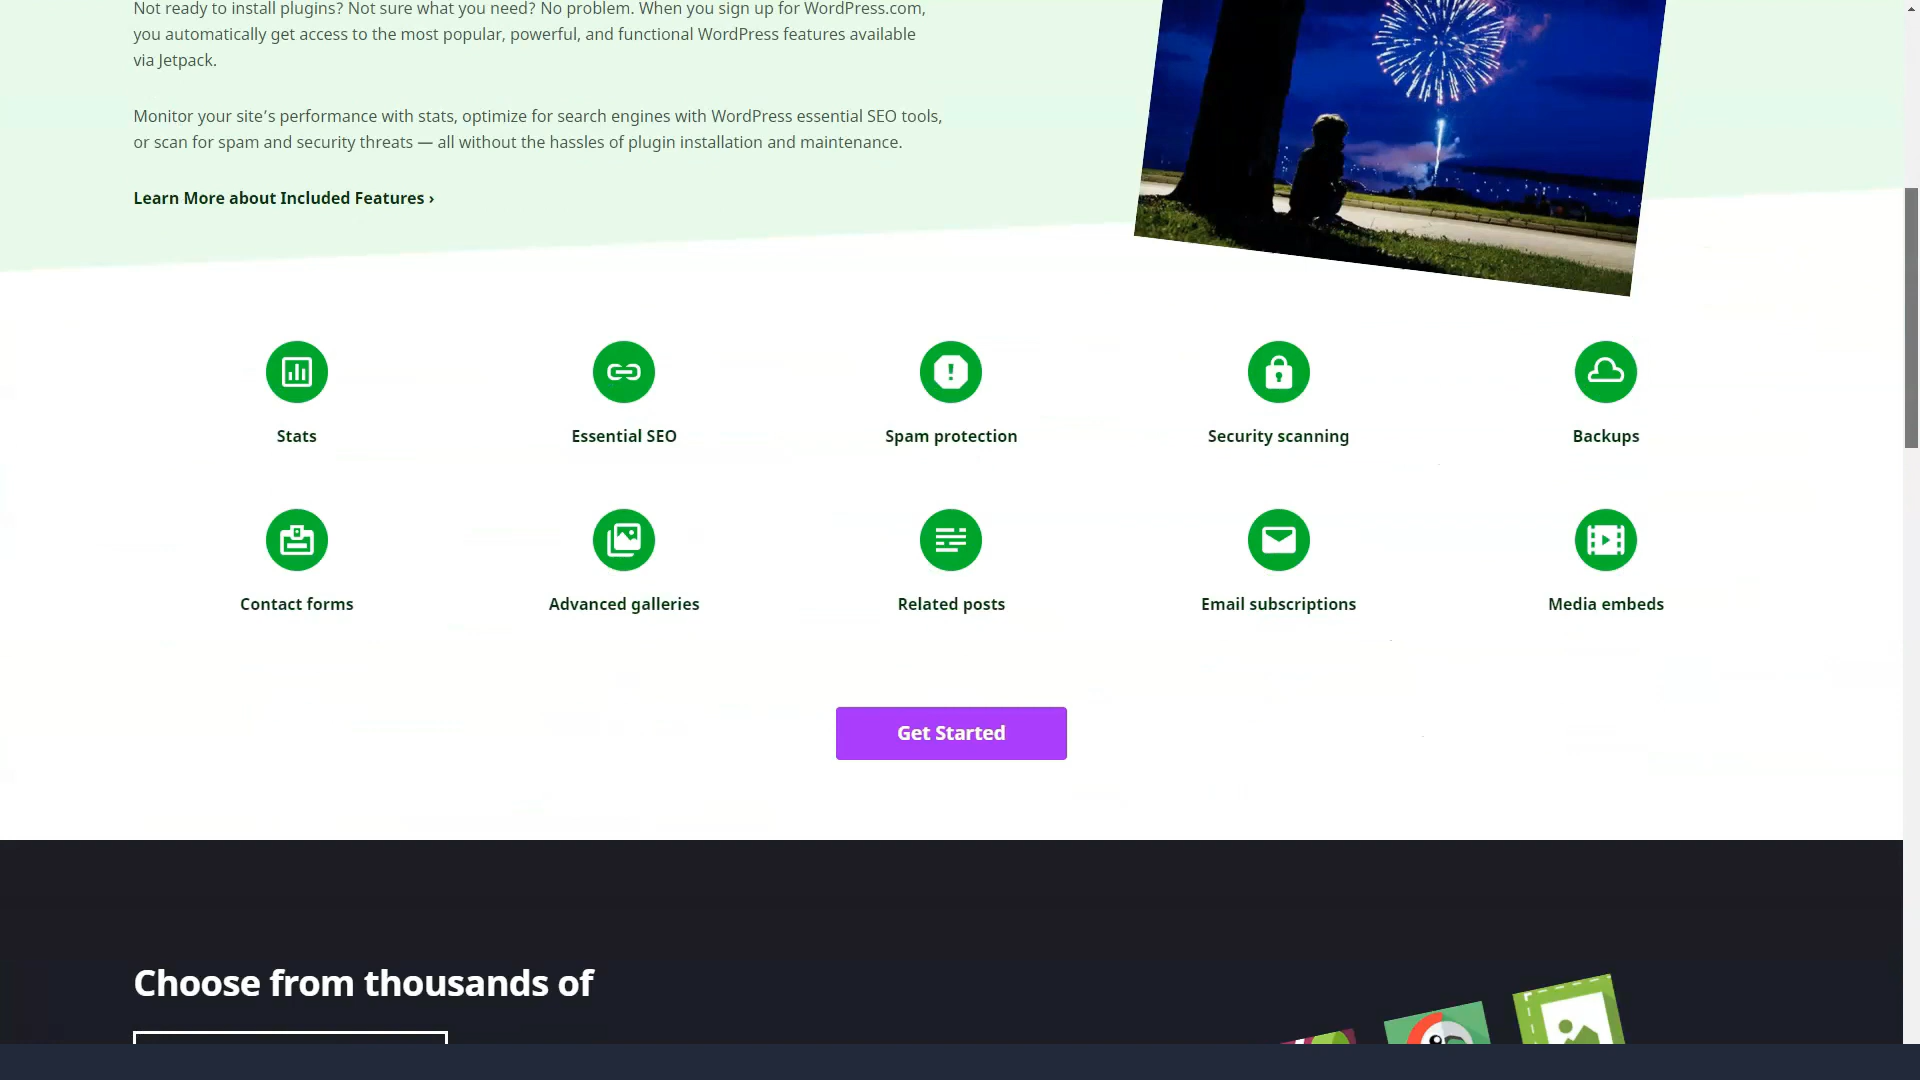 Not ready to install plugins? Not sure what you need? No problem. When you sign up for WordPress.com,
you automatically get access to the most popular, powerful, and functional WordPress features available
via Jetpack.
Monitor your site’s performance with stats, optimize for search engines with WordPress essential SEO tools,
or scan for spam and security threats — all without the hassles of plugin installation and maintenance.
Learn More about Included Features ›
Stats
Essential SEO
Spam protection
Security scanning
Backups
Contact forms
Advanced galleries
Related posts
Email subscriptions
Media embeds
Get Started
Choose from thousands of